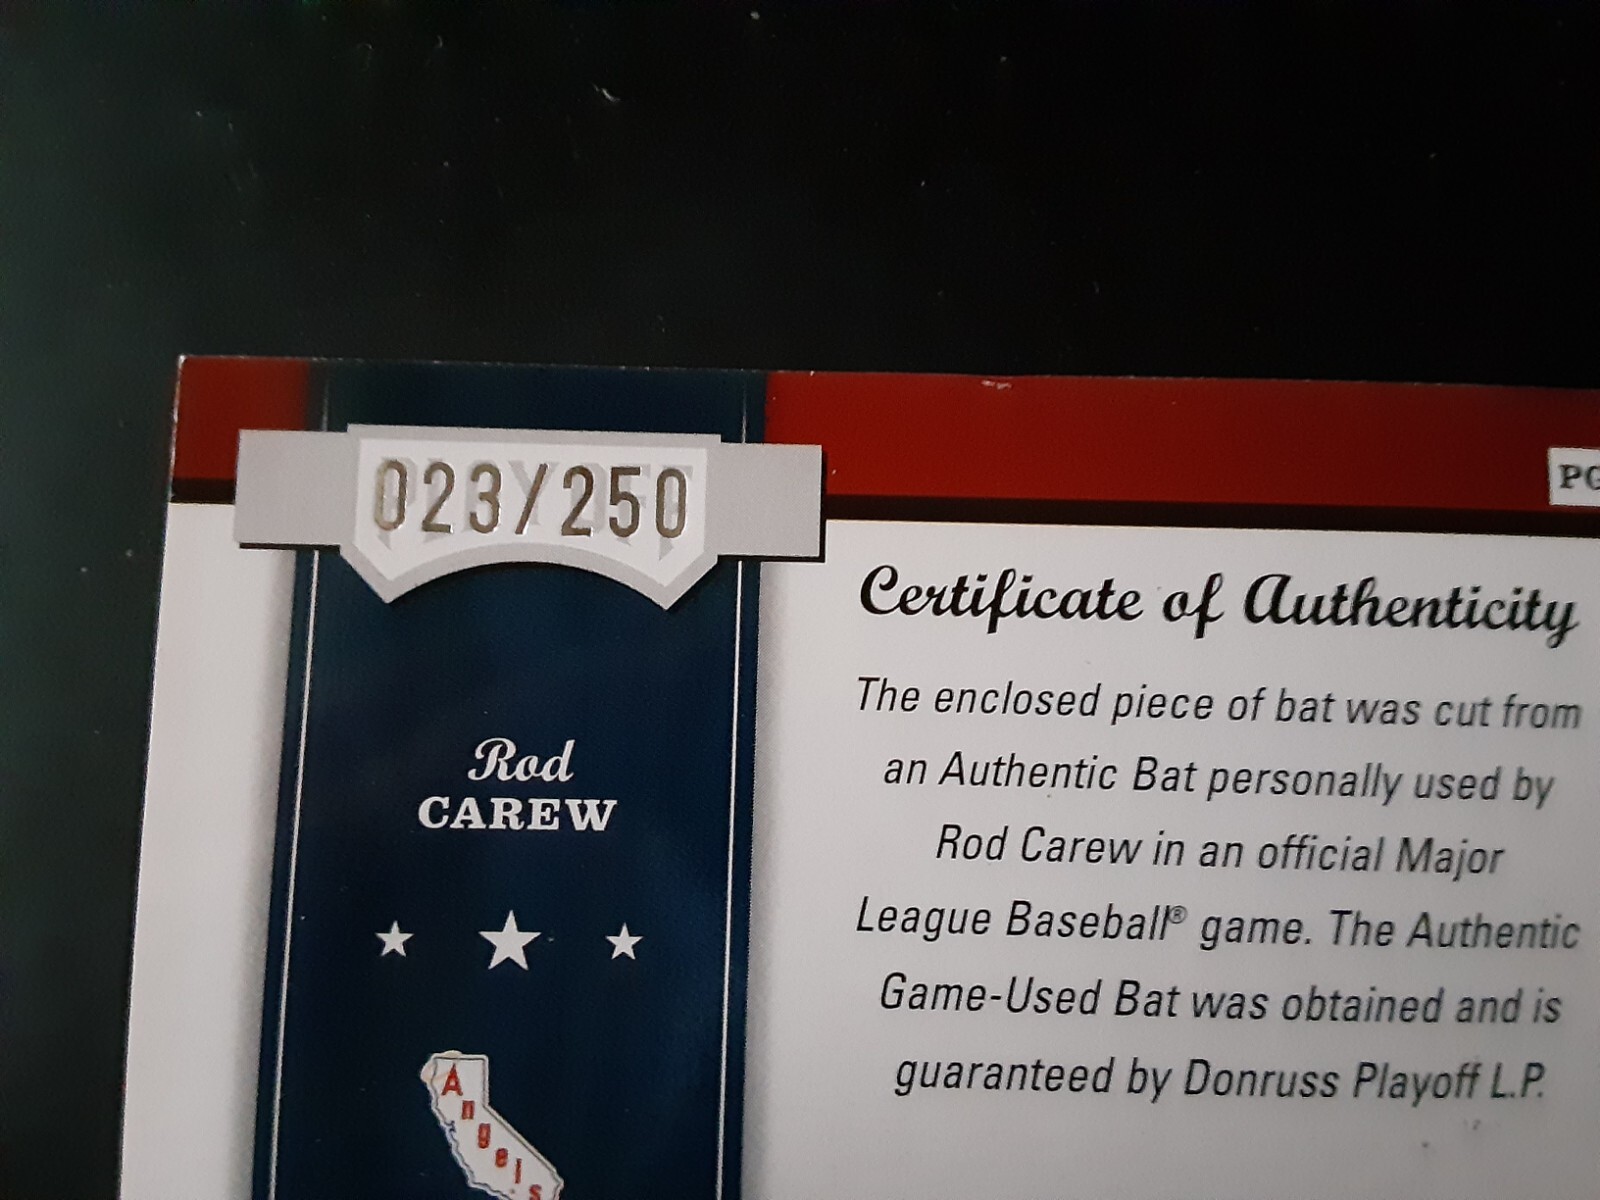 023/250
PG
Certificate of Authenticity
The enclosed piece of bat was cut from
an Authentic Bat personally used by
Rod Carew in an official Major
League Baseball® game. The Authentic
Game-Used Bat was obtained and is
guaranteed by Donruss Playoff L.P.
Rod
CAREW
Angels